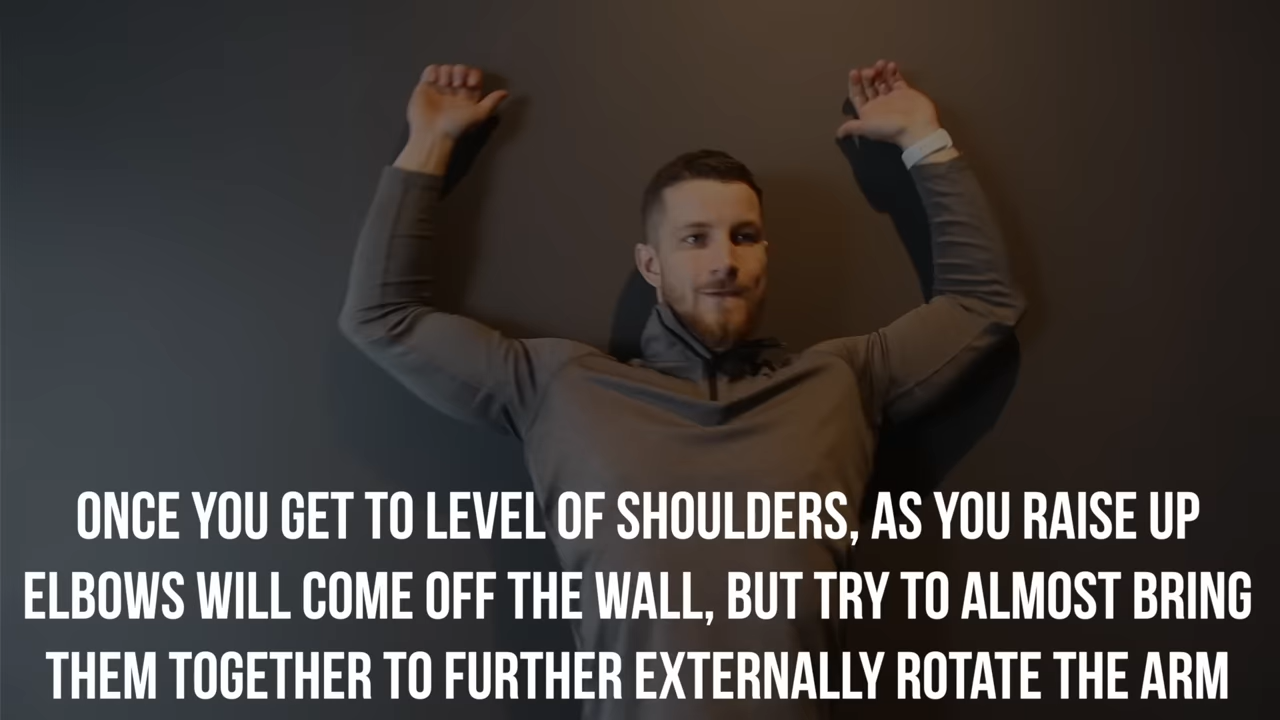 ONCE YOU GET TO LEVEL OF SHOULDERS, AS YOU RAISE UP
ELBOWS WILL COME OFF THE WALL, BUT TRY TO ALMOST BRING
THEM TOGETHER TO FURTHER EXTERNALLY ROTATE THE ARM